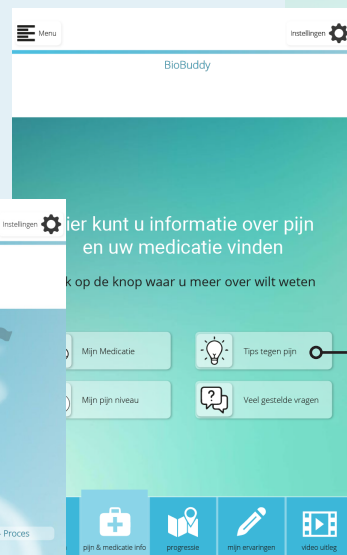 Menu
Instellingen
BioBuddy
Instellingen
ier kunt u informatie over pijn
en uw medicatie vinden
k op de knop waar u meer over wilt weten
Mijn Medicatie
Tips tegen pijn
Mijn pijn niveau
Veel gestelde vragen
Proces
pijn & medicatie info
progressie
mijn ervaringen
video uitleg